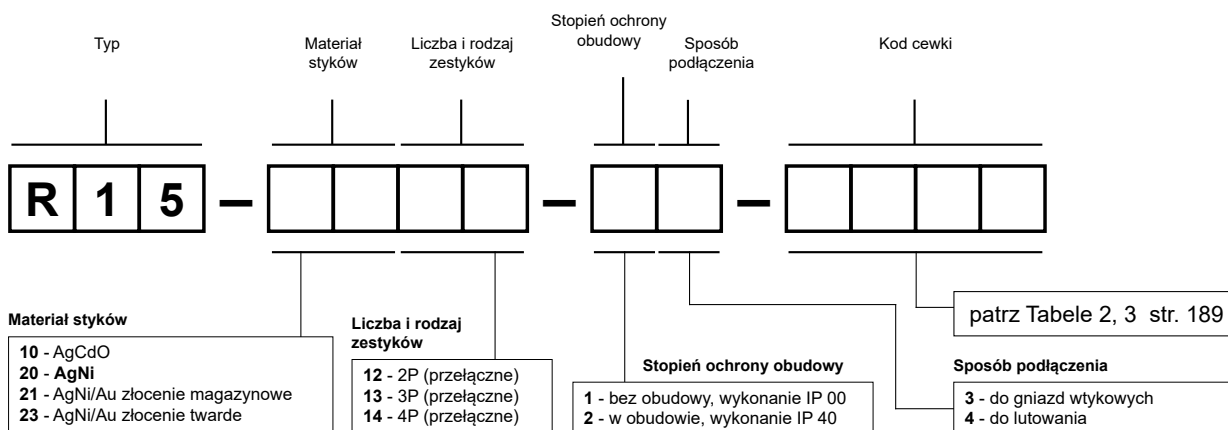 Typ
Materiał
styków
Liczba i rodzaj
zestyków
Stopień ochrony
obudowy
Sposób
podłączenia
Kod cewki
R 1 5 – – –
Materiał styków
10 - AgCdO
20 - AgNi
21 - AgNi/Au złocenie magazynowe
23 - AgNi/Au złocenie twarde
Liczba i rodzaj
zestyków
12 - 2P (przełączne)
13 - 3P (przełączne)
14 - 4P (przełączne)
Stopień ochrony obudowy
1 - bez obudowy, wykonanie IP 00
2 - w obudowie, wykonanie IP 40
patrz Tabele 2, 3 str. 189
Sposób podłączenia
3 - do gniazd wtykowych
4 - do lutowania